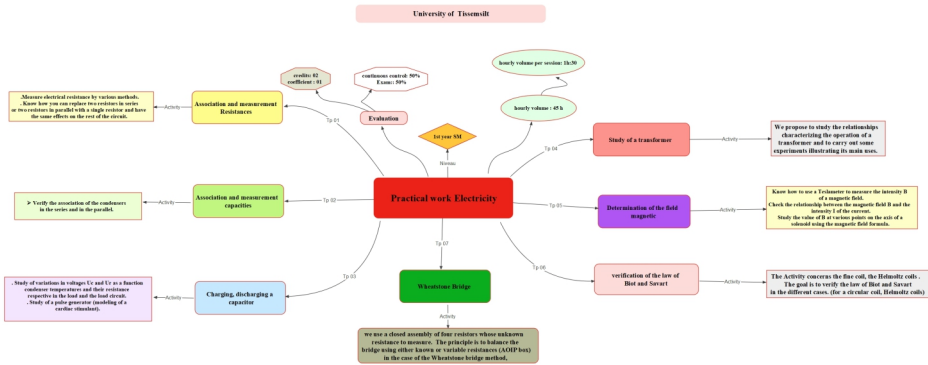 University of Tissemsilt
credits: 02
coefficient : 01
continuous control: 50%
Exam: 50%
hourly volume per session: 1h:30
.Measure electrical resistance by various methods.
. Know how you can replace two resistors in series
or two resistors in parallel with a single resistor and have
the same effects on the rest of the circuit.
Activity
Association and measurement
Resistances
Tp 01
Evaluation
hourly volume : 45 h
1st year SM
Niveau
Tp 04
Study of a transformer
Activity
We propose to study the relationships
characterizing the operation of a
transformer and to carry out some
experiments illustrating its main uses.
➢ Verify the association of the condensers
in the series and in the parallel.
Activity
Association and measurement
capacities
Tp 02
Practical work Electricity
Tp 05
Determination of the field
magnetic
Activity
Know how to use a Teslameter to measure the intensity B
of a magnetic field.
Check the relationship between the magnetic field B and the
intensity I of the current.
Study the value of B at various points on the axis of a
solenoid using the magnetic field formula.
. Study of variations in voltages Uc and Ur as a function
condenser temperatures and their resistance
respective in the load and the load circuit.
. Study of a pulse generator (modeling of a
cardiac stimulant).
Activity
Charging, discharging a
capacitor
Tp 03
Tp 07
Wheatstone Bridge
Activity
we use a closed assembly of four resistors whose unknown
resistance to measure. The principle is to balance the
bridge using either known or variable resistances (AOIP box)
in the case of the Wheatstone bridge method,
Tp 06
verification of the law of
Biot and Savart
Activity
The Activity concerns the fine coil, the Helmoltz coils .
The goal is to verify the law of Biot and Savart
in the different cases. (for a circular coil, Helmoltz coils)